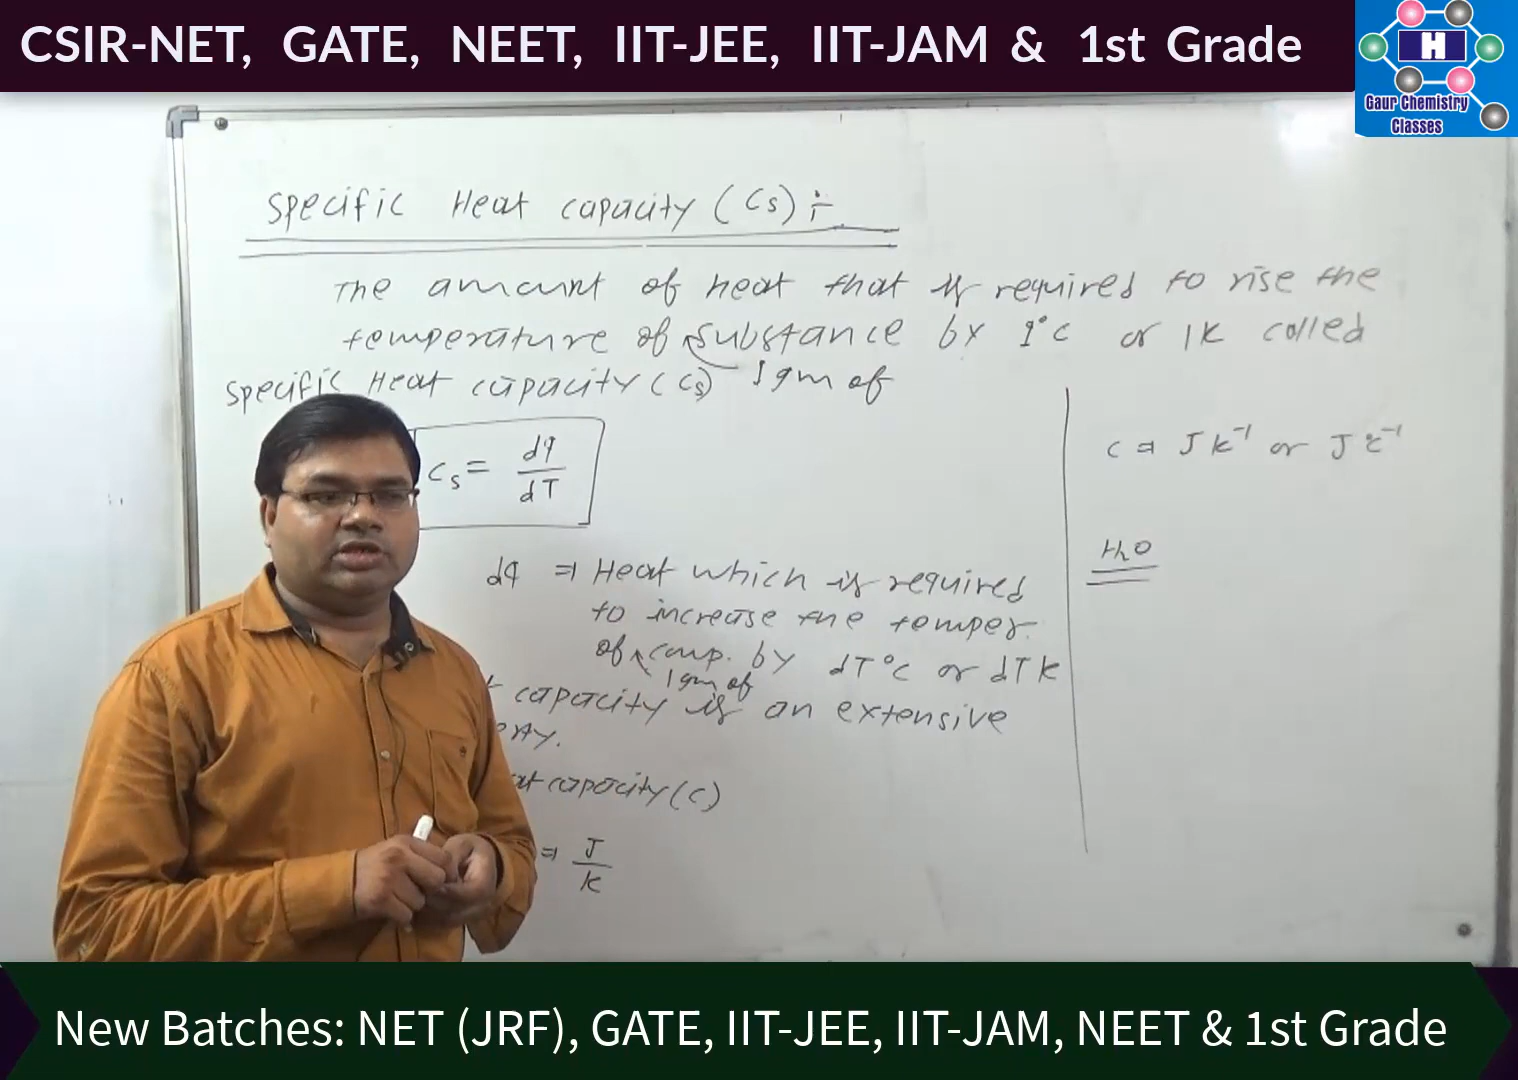 CSIR-NET, GATE, NEET, IIT-JEE, IIT-JAM & 1st Grade
H
Gaur Chemistry
Classes
Specific Heat capacity (Cs) :-
The amount of heat that is required to rise the
temperature of substance by 1°C or 1K called
Specific Heat capacity (Cs) 1gm of
Cs = dq/dT
C ⇒ J K⁻¹ or J °C⁻¹
H2O
dq ⇒ Heat which is required
to increase the temper.
of comp. by dT°C or dT K
1gm of
capacity is an extensive
capacity (C)
⇒ J/K
New Batches: NET (JRF), GATE, IIT-JEE, IIT-JAM, NEET & 1st Grade